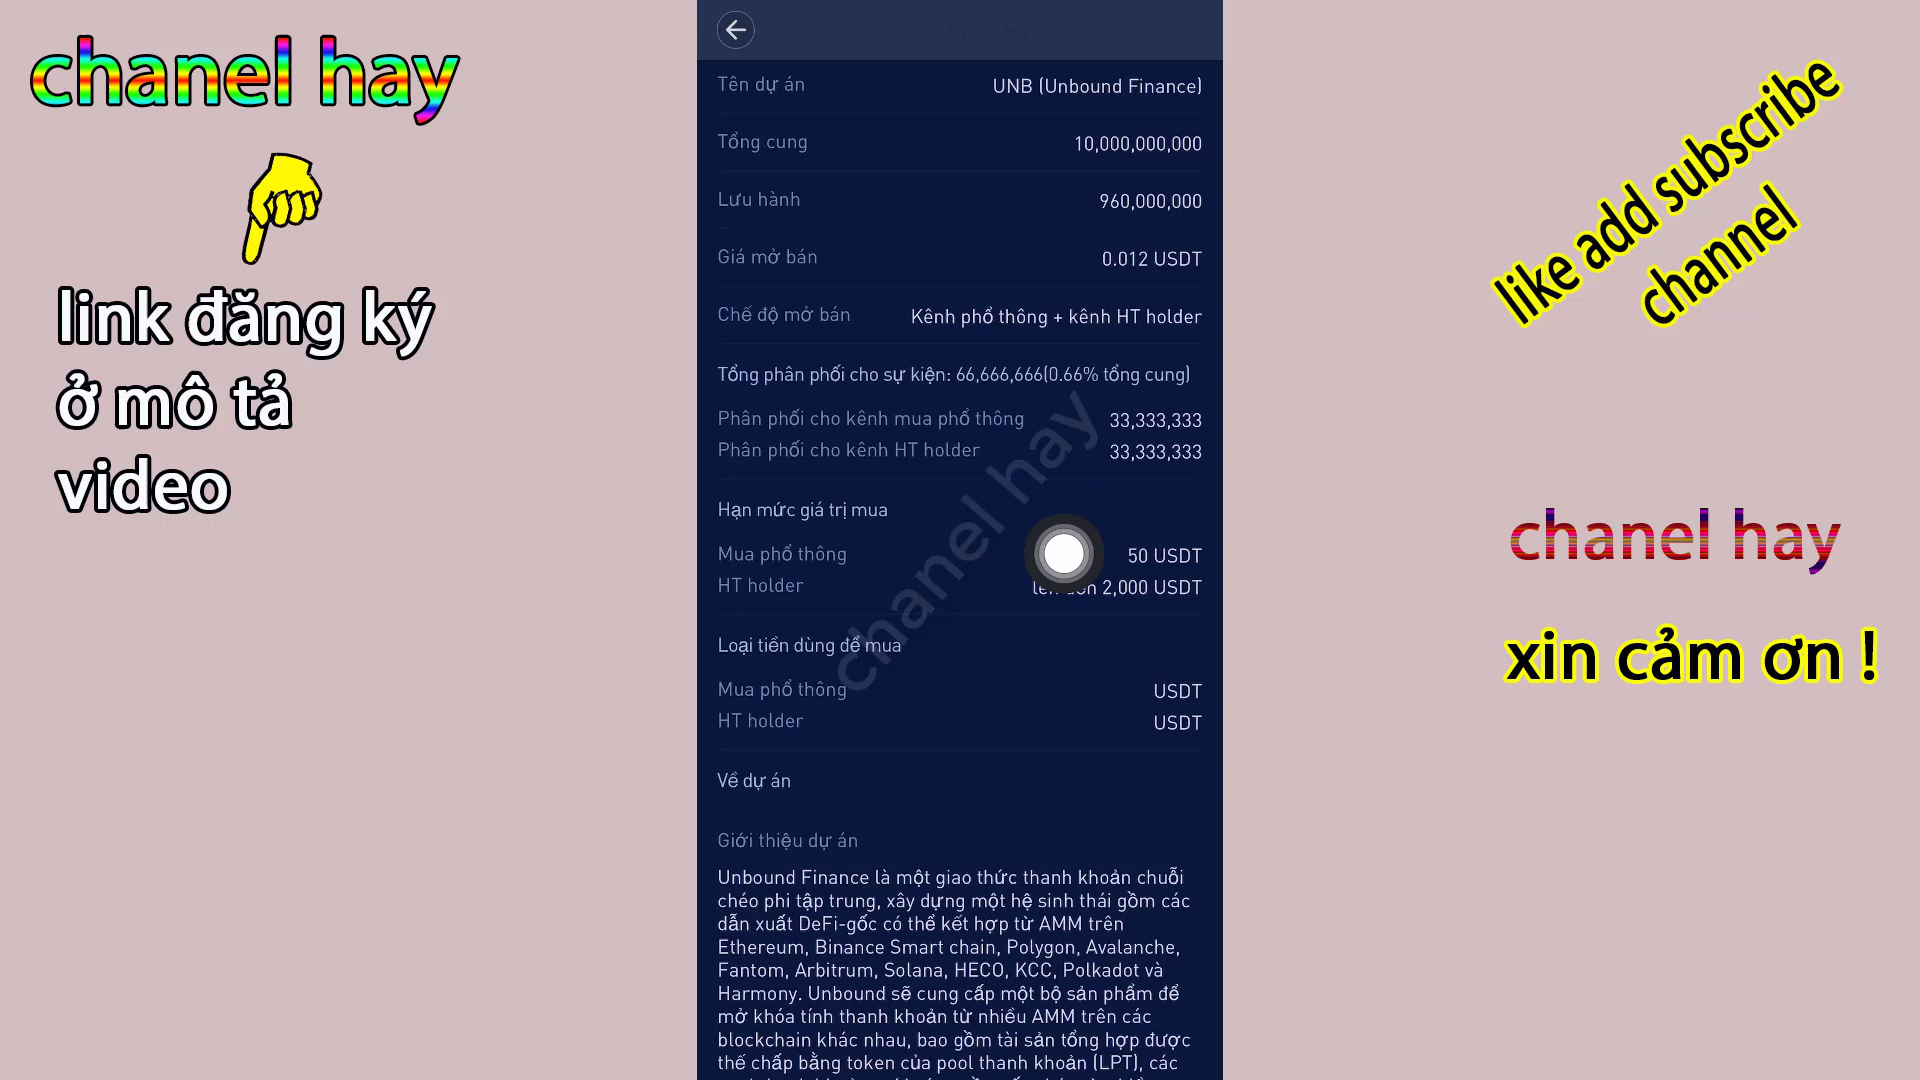 chanel hay
link đăng ký
ở mô tả
video
Tên dự án UNB (Unbound Finance)
Tổng cung 10,000,000,000
Lưu hành 960,000,000
Giá mở bán 0.012 USDT
Chế độ mở bán Kênh phổ thông + kênh HT holder
Tổng phân phối cho sự kiện: 66,666,666(0.66% tổng cung)
Phân phối cho kênh mua phổ thông 33,333,333
Phân phối cho kênh HT holder 33,333,333
Hạn mức giá trị mua
Mua phổ thông 50 USDT
HT holder 2,000 USDT
Loại tiền dùng để mua
Mua phổ thông USDT
HT holder USDT
Về dự án
Giới thiệu dự án
Unbound Finance là một giao thức thanh khoản chuỗi
chéo phi tập trung, xây dựng một hệ sinh thái gồm các
dẫn xuất DeFi-gốc có thể kết hợp từ AMM trên
Ethereum, Binance Smart chain, Polygon, Avalanche,
Fantom, Arbitrum, Solana, HECO, KCC, Polkadot và
Harmony. Unbound sẽ cung cấp một bộ sản phẩm để
mở khóa tính thanh khoản từ nhiều AMM trên các
blockchain khác nhau, bao gồm tài sản tổng hợp được
thế chấp bằng token của pool thanh khoản (LPT), các
chanel hay
like add subscribe
channel
chanel hay
xin cảm ơn !